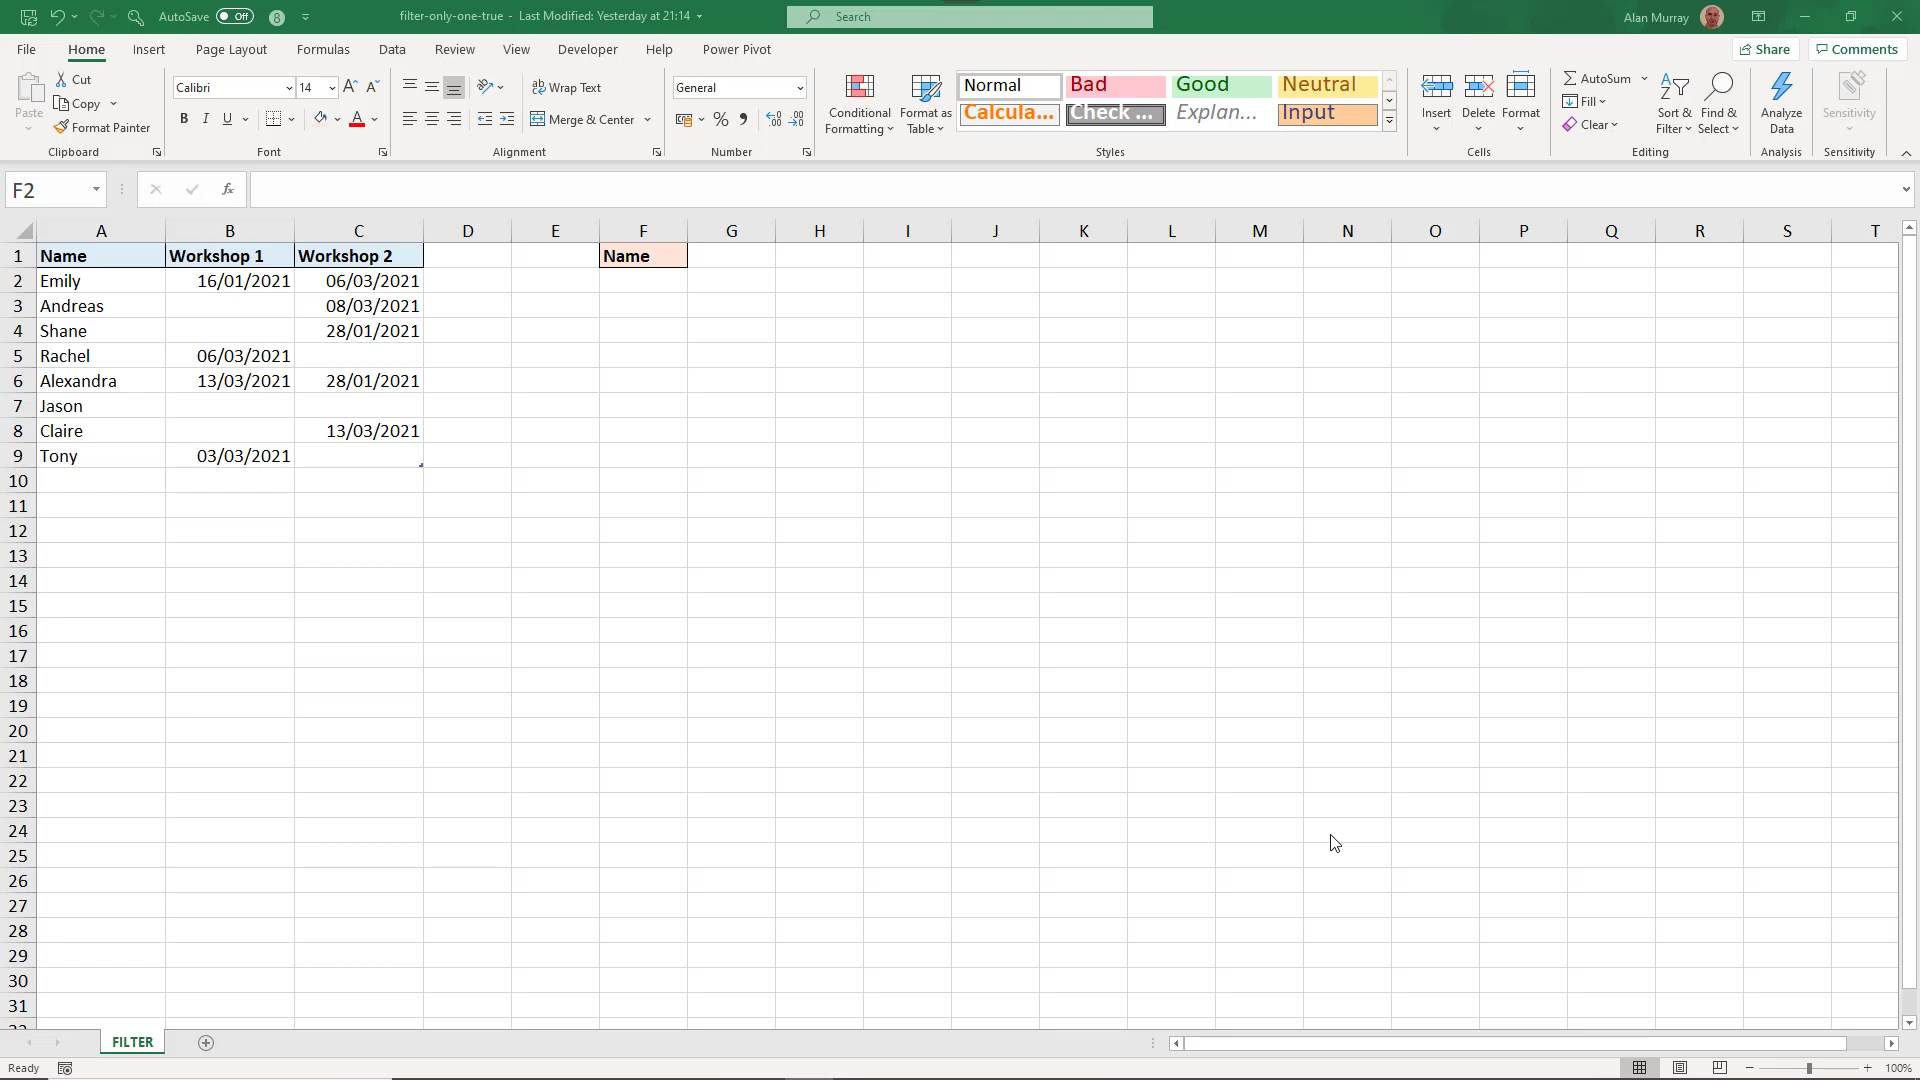 AutoSave Off 8 filter-only-one-true - Last Modified: Yesterday at 21:14 Search Alan Murray
File Home Insert Page Layout Formulas Data Review View Developer Help Power Pivot Share Comments
Paste
Cut
Copy
Format Painter
Clipboard
Calibri 14 A A
B I U A
Font
ab Wrap Text
Merge & Center
Alignment
General
% ,
Number
Conditional
Formatting
Format as
Table
Normal Bad Good Neutral
Calcula... Check ... Explan... Input
Styles
Insert Delete Format
Cells
AutoSum
Fill
Clear
Sort &
Filter
Find &
Select
Editing
Analyze
Data
Analysis
Sensitivity
Sensitivity
F2 fx
A B C D E F G H I J K L M N O P Q R S T
1 Name Workshop 1 Workshop 2 Name
2 Emily 16/01/2021 06/03/2021
3 Andreas 08/03/2021
4 Shane 28/01/2021
5 Rachel 06/03/2021
6 Alexandra 13/03/2021 28/01/2021
7 Jason
8 Claire 13/03/2021
9 Tony 03/03/2021
10
11
12
13
14
15
16
17
18
19
20
21
22
23
24
25
26
27
28
29
30
31
FILTER
Ready 100%